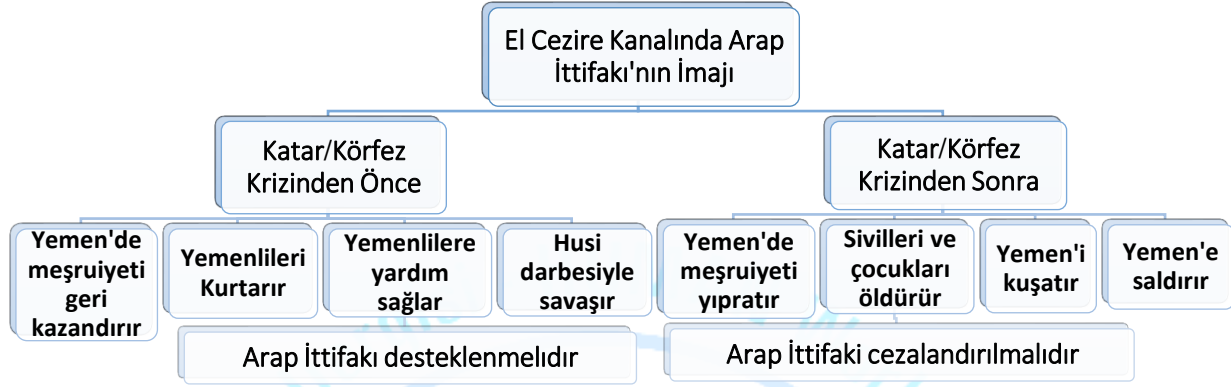 El Cezire Kanalında Arap
İttifakı'nın İmajı
Katar/Körfez
Krizinden Önce
Katar/Körfez
Krizinden Sonra
Yemen'de
meşruiyeti
geri
kazandırır
Yemenlileri
Kurtarır
Yemenlilere
yardım
sağlar
Husi
darbesiyle
savaşır
Yemen'de
meşruiyeti
yıpratır
Sivilleri ve
çocukları
öldürür
Yemen'i
kuşatır
Yemen'e
saldırır
Arap İttifakı desteklenmelıdır
Arap İttifaki cezalandırılmalıdır